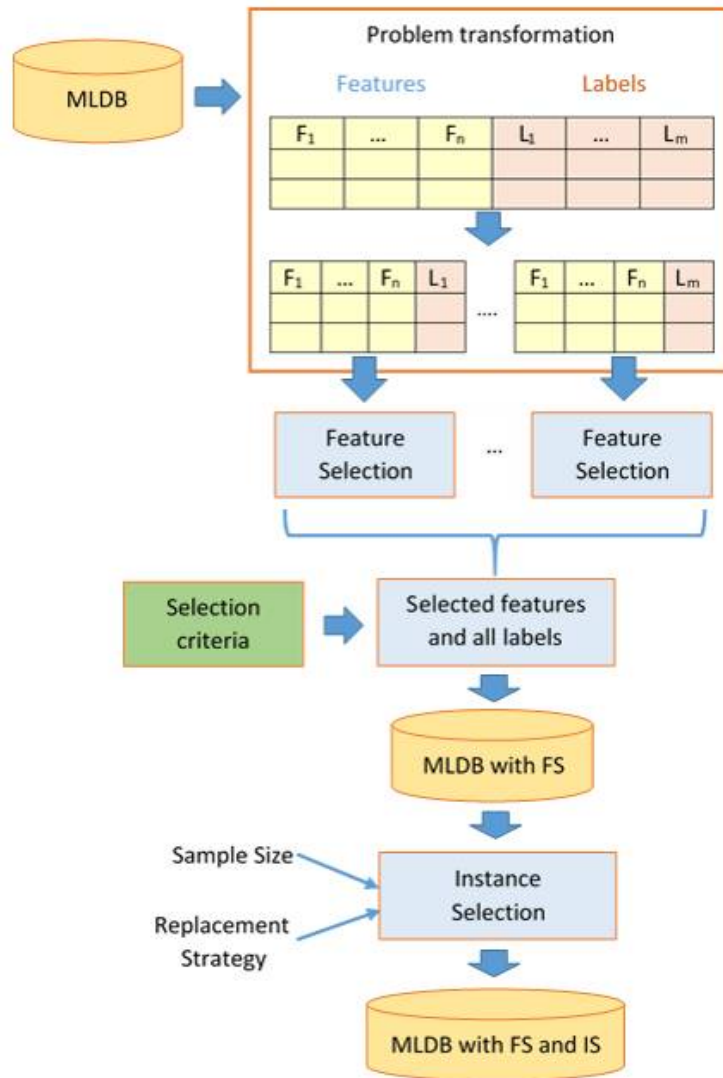 Problem transformation
MLDB
Features Labels
F₁ ... Fₙ L₁ ... Lₘ
F₁ ... Fₙ L₁ .... F₁ ... Fₙ Lₘ
Feature
Selection
...
Feature
Selection
Selection
criteria
Selected features
and all labels
MLDB with FS
Sample Size
Replacement
Strategy
Instance
Selection
MLDB with FS and IS